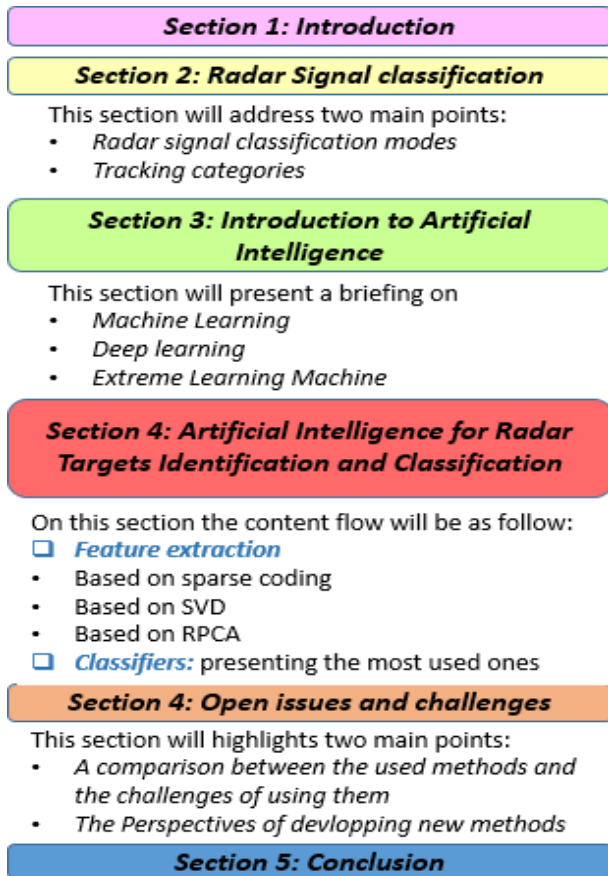 Section 1: Introduction
Section 2: Radar Signal classification
This section will address two main points:
• Radar signal classification modes
• Tracking categories
Section 3: Introduction to Artificial
Intelligence
This section will present a briefing on
• Machine Learning
• Deep learning
• Extreme Learning Machine
Section 4: Artificial Intelligence for Radar
Targets Identification and Classification
On this section the content flow will be as follow:
❑ Feature extraction
• Based on sparse coding
• Based on SVD
• Based on RPCA
❑ Classifiers: presenting the most used ones
Section 4: Open issues and challenges
This section will highlights two main points:
• A comparison between the used methods and
the challenges of using them
• The Perspectives of devlopping new methods
Section 5: Conclusion